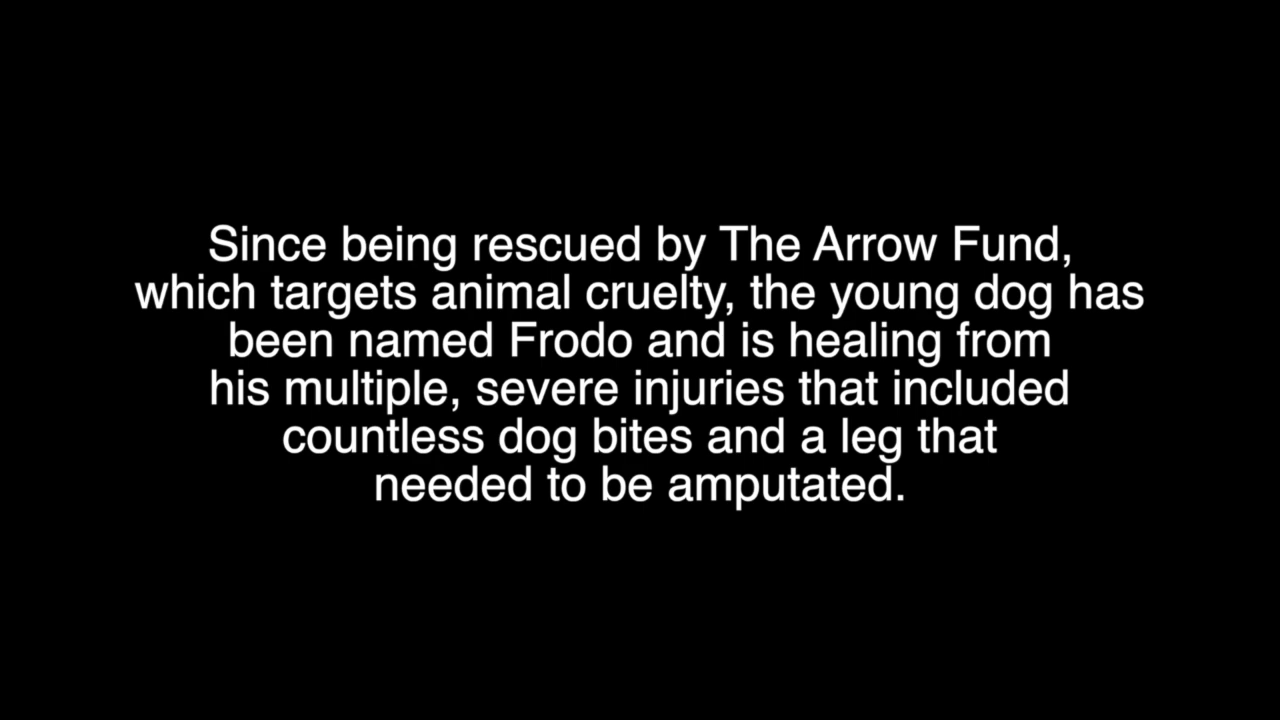 Since being rescued by The Arrow Fund,
which targets animal cruelty, the young dog has
been named Frodo and is healing from
his multiple, severe injuries that included
countless dog bites and a leg that
needed to be amputated.